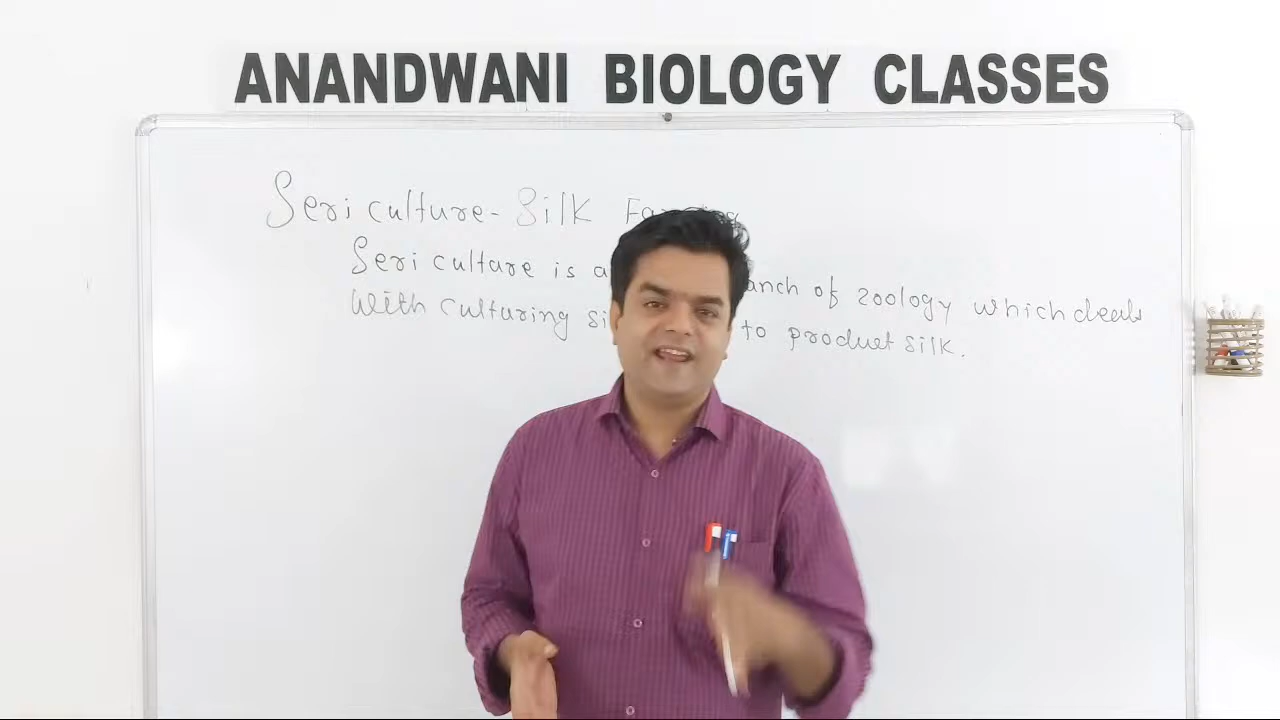 ANANDWANI BIOLOGY CLASSES
Sericulture - Silk
Sericulture is a anch of zoology which deals
With culturing si to product silk.